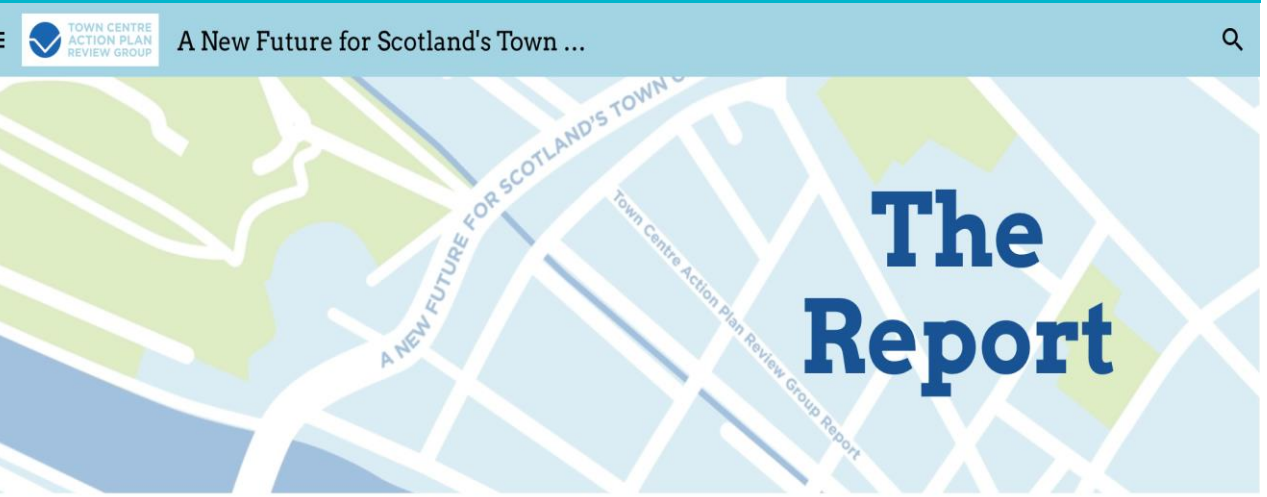 TOWN CENTRE
ACTION PLAN
REVIEW GROUP
A New Future for Scotland's Town ...
A NEW FUTURE FOR SCOTLAND'S TOWN
Town Centre Action Plan Review Group Report
The
Report